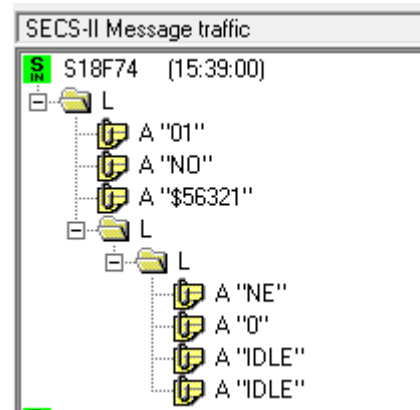 SECS-II Message traffic
S IN S18F74 (15:39:00)
L
A "01"
A "NO"
A "$56321"
L
L
A "NE"
A "0"
A "IDLE"
A "IDLE"